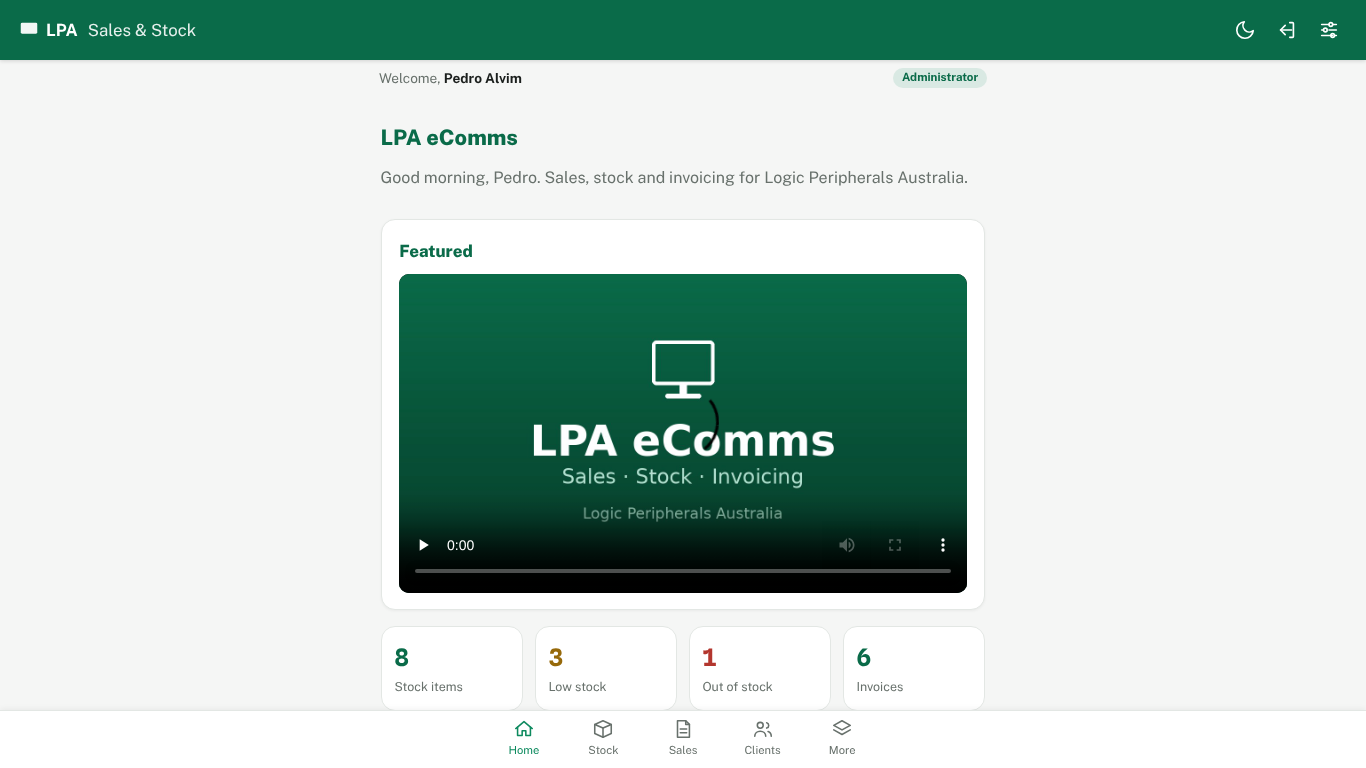 LPA Sales & Stock
Welcome, Pedro Alvim
Administrator
LPA eComms
Good morning, Pedro. Sales, stock and invoicing for Logic Peripherals Australia.
Featured
LPA eComms
Sales · Stock · Invoicing
Logic Peripherals Australia
0:00
8
Stock items
3
Low stock
1
Out of stock
6
Invoices
Home
Stock
Sales
Clients
More